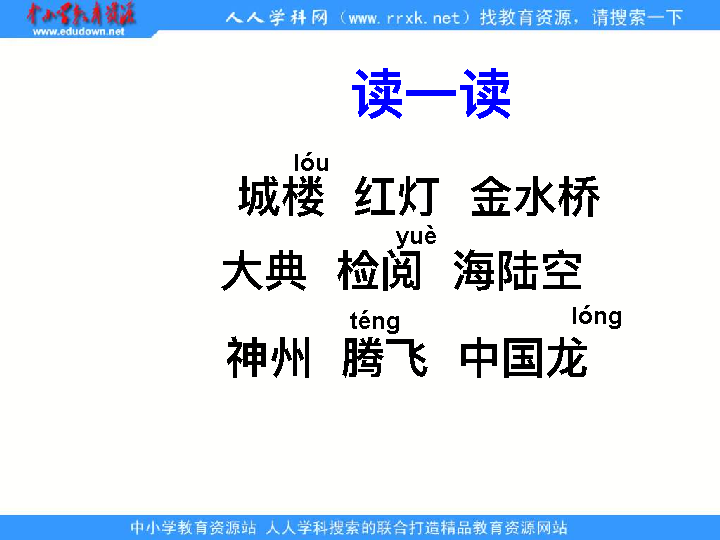 中小学教育资源
www.edudown.net
人人学科网（www.rrxk.net）找教育资源，请搜索一下
读一读
lóu
城楼 红灯 金水桥
yuè
大典 检阅 海陆空
téng lóng
神州 腾飞 中国龙
中小学教育资源站 人人学科搜索的联合打造精品教育资源网站